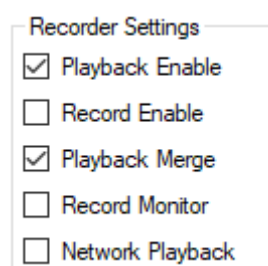 Recorder Settings
Playback Enable
Record Enable
Playback Merge
Record Monitor
Network Playback